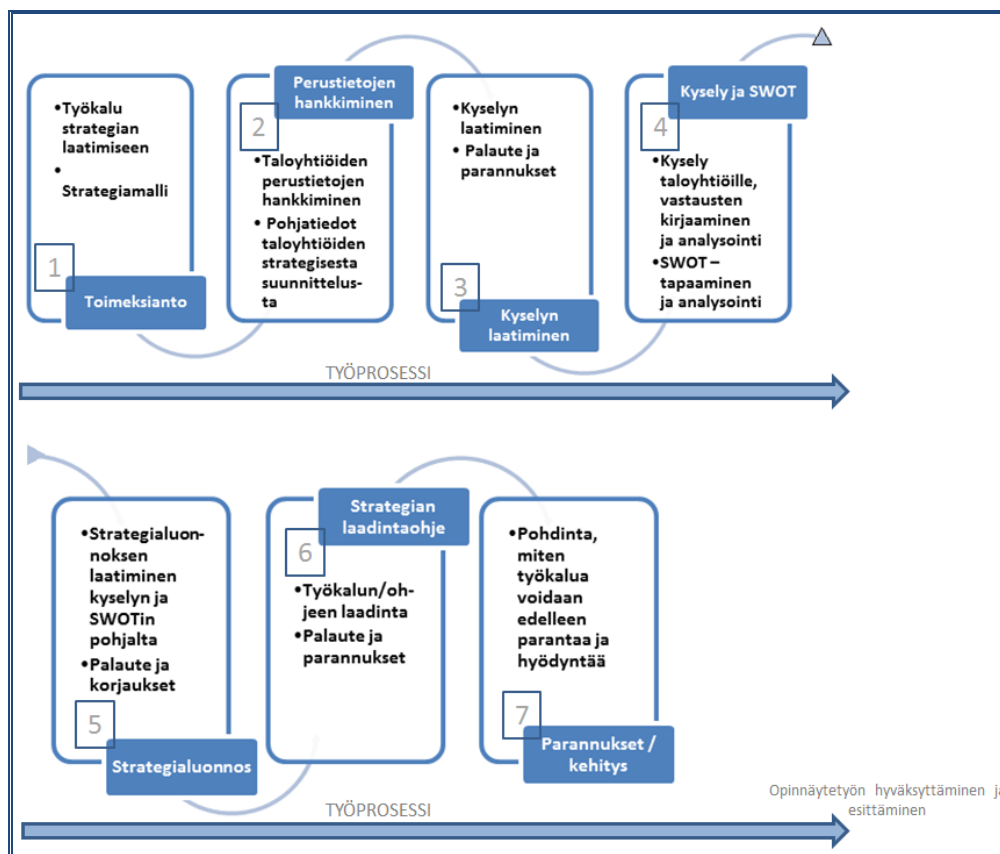 •Työkalu
strategian
laatimiseen
•
Strategiamalli
1
Toimeksianto
Perustietojen
hankkiminen
2
•Taloyhtiöiden
perustietojen
hankkiminen
• Pohjatiedot
taloyhtiöiden
strategisesta
suunnittelus-
ta
•Kyselyn
laatiminen
• Palaute ja
parannukset
3
Kyselyn
laatiminen
Kysely ja SWOT
4
•Kysely
taloyhtiöille,
vastausten
kirjaaminen
ja analysointi
•SWOT –
tapaaminen
ja analysointi
TYÖPROSESSI
•Strategialuon-
noksen
laatiminen
kyselyn ja
SWOTin
pohjalta
•Palaute ja
korjaukset
5
Strategialuonnos
Strategian
laadintaohje
6
•Työkalun/oh-
jeen laadinta
•Palaute ja
parannukset
•Pohdinta,
miten
työkalua
voidaan
edelleen
parantaa ja
hyödyntää
7
Parannukset /
kehitys
TYÖPROSESSI
Opinnäytetyön hyväksyttäminen ja
esittäminen